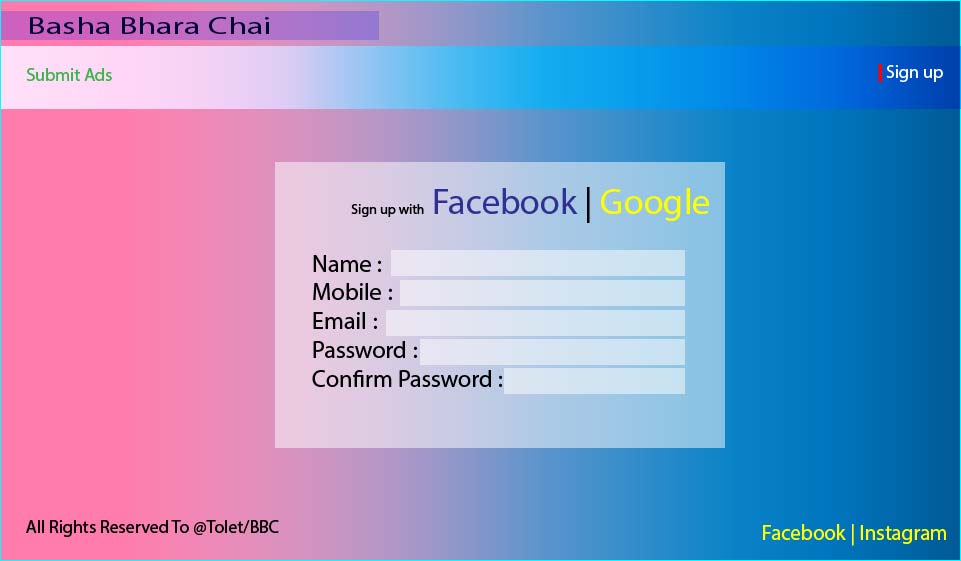 Basha Bhara Chai
Submit Ads
Sign up
Sign up with Facebook | Google
Name :
Mobile :
Email :
Password :
Confirm Password :
All Rights Reserved To @Tolet/BBC
Facebook | Instagram